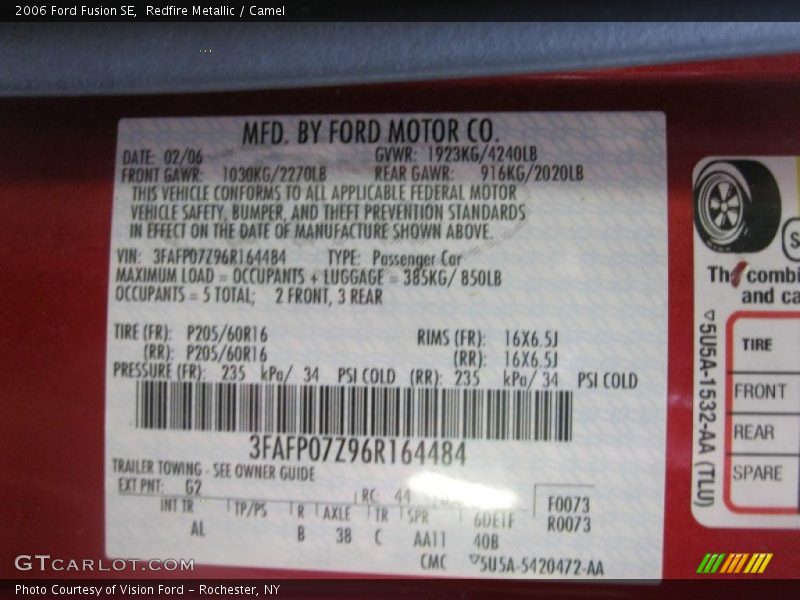 2006 Ford Fusion SE, Redfire Metallic / Camel
MFD. BY FORD MOTOR CO.
DATE: 02/06 GVWR: 1923KG/4240LB
FRONT GAWR: 1030KG/2270LB REAR GAWR: 916KG/2020LB
THIS VEHICLE CONFORMS TO ALL APPLICABLE FEDERAL MOTOR
VEHICLE SAFETY, BUMPER, AND THEFT PREVENTION STANDARDS
IN EFFECT ON THE DATE OF MANUFACTURE SHOWN ABOVE.
VIN: 3FAFP07Z96R164484 TYPE: Passenger Car
MAXIMUM LOAD = OCCUPANTS + LUGGAGE = 385KG/ 850LB
OCCUPANTS = 5 TOTAL; 2 FRONT, 3 REAR
TIRE (FR): P205/60R16 RIMS (FR): 16X6.5J
(RR): P205/60R16 (RR): 16X6.5J
PRESSURE (FR): 235 kPa/ 34 PSI COLD (RR): 235 kPa/ 34 PSI COLD
3FAFP07Z96R164484
TRAILER TOWING - SEE OWNER GUIDE
EXT PNT: G2 RC: 44
INT TR TP/PS R AXLE TR SPR 6DE1F F0073
AL B 38 C AA11 40B R0073
CMC ▽5U5A-5420472-AA
The combi
and ca
▽5U5A-1532-AA (TLU)
TIRE
FRONT
REAR
SPARE
GTCARLOT.COM
Photo Courtesy of Vision Ford - Rochester, NY